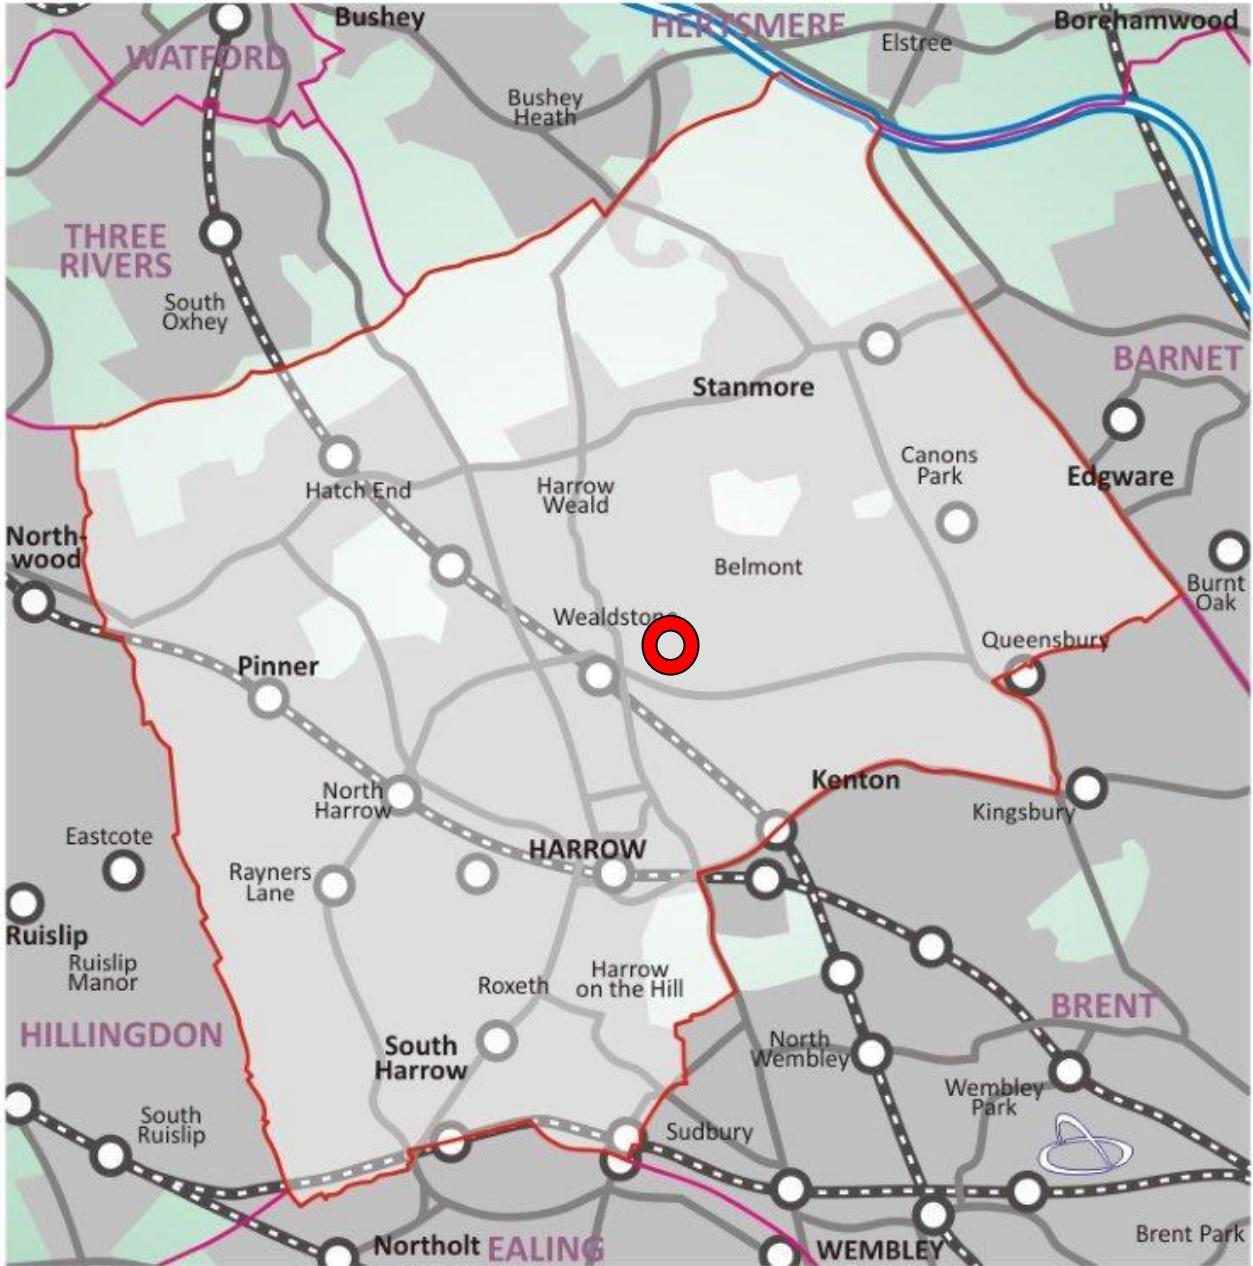 Bushey
HERTSMERE
Borehamwood
WATFORD
Elstree
Bushey
Heath
THREE
RIVERS
South
Oxhey
BARNET
Stanmore
Canons
Park
Edgware
Hatch End
Harrow
Weald
North-
wood
Belmont
Burnt
Oak
Wealdstone
Queensbury
Pinner
Kenton
North
Harrow
Kingsbury
Eastcote
HARROW
Rayners
Lane
Ruislip
Ruislip
Manor
Roxeth
Harrow
on the Hill
BRENT
HILLINGDON
South
Harrow
North
Wembley
Wembley
Park
South
Ruislip
Sudbury
Brent Park
Northolt
EALING
WEMBLEY